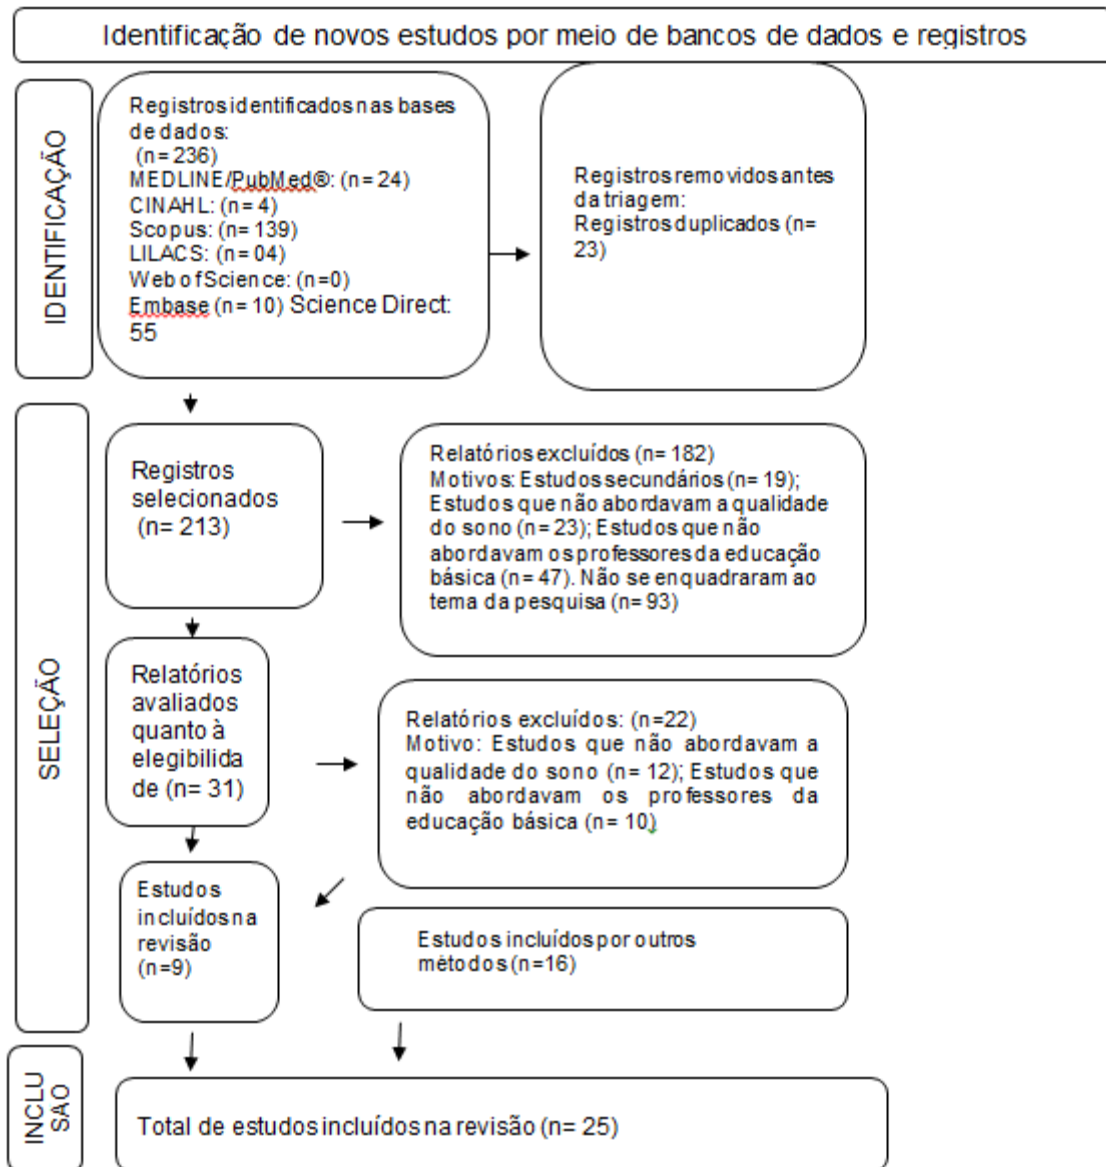 Identificação de novos estudos por meio de bancos de dados e registros
IDENTIFICAÇÃO
Registros identificados nas bases
de dados:
(n= 236)
MEDLINE/PubMed®: (n= 24)
CINAHL: (n= 4)
Scopus: (n= 139)
LILACS: (n= 04)
Web of Science: (n=0)
Embase (n= 10) Science Direct:
55
Registros removidos antes
da triagem:
Registros duplicados (n=
23)
SELEÇÃO
Registros
selecionados
(n= 213)
Relatórios excluídos (n= 182)
Motivos: Estudos secundários (n= 19);
Estudos que não abordavam a qualidade
do sono (n= 23); Estudos que não
abordavam os professores da educação
básica (n= 47). Não se enquadraram ao
tema da pesquisa (n= 93)
Relatórios
avaliados
quanto à
elegibilida
de (n= 31)
Relatórios excluídos: (n=22)
Motivo: Estudos que não abordavam a
qualidade do sono (n= 12); Estudos que
não abordavam os professores da
educação básica (n= 10)
Estudos
incluídos na
revisão
(n=9)
Estudos incluídos por outros
métodos (n=16)
INCLU
SAO
Total de estudos incluídos na revisão (n= 25)